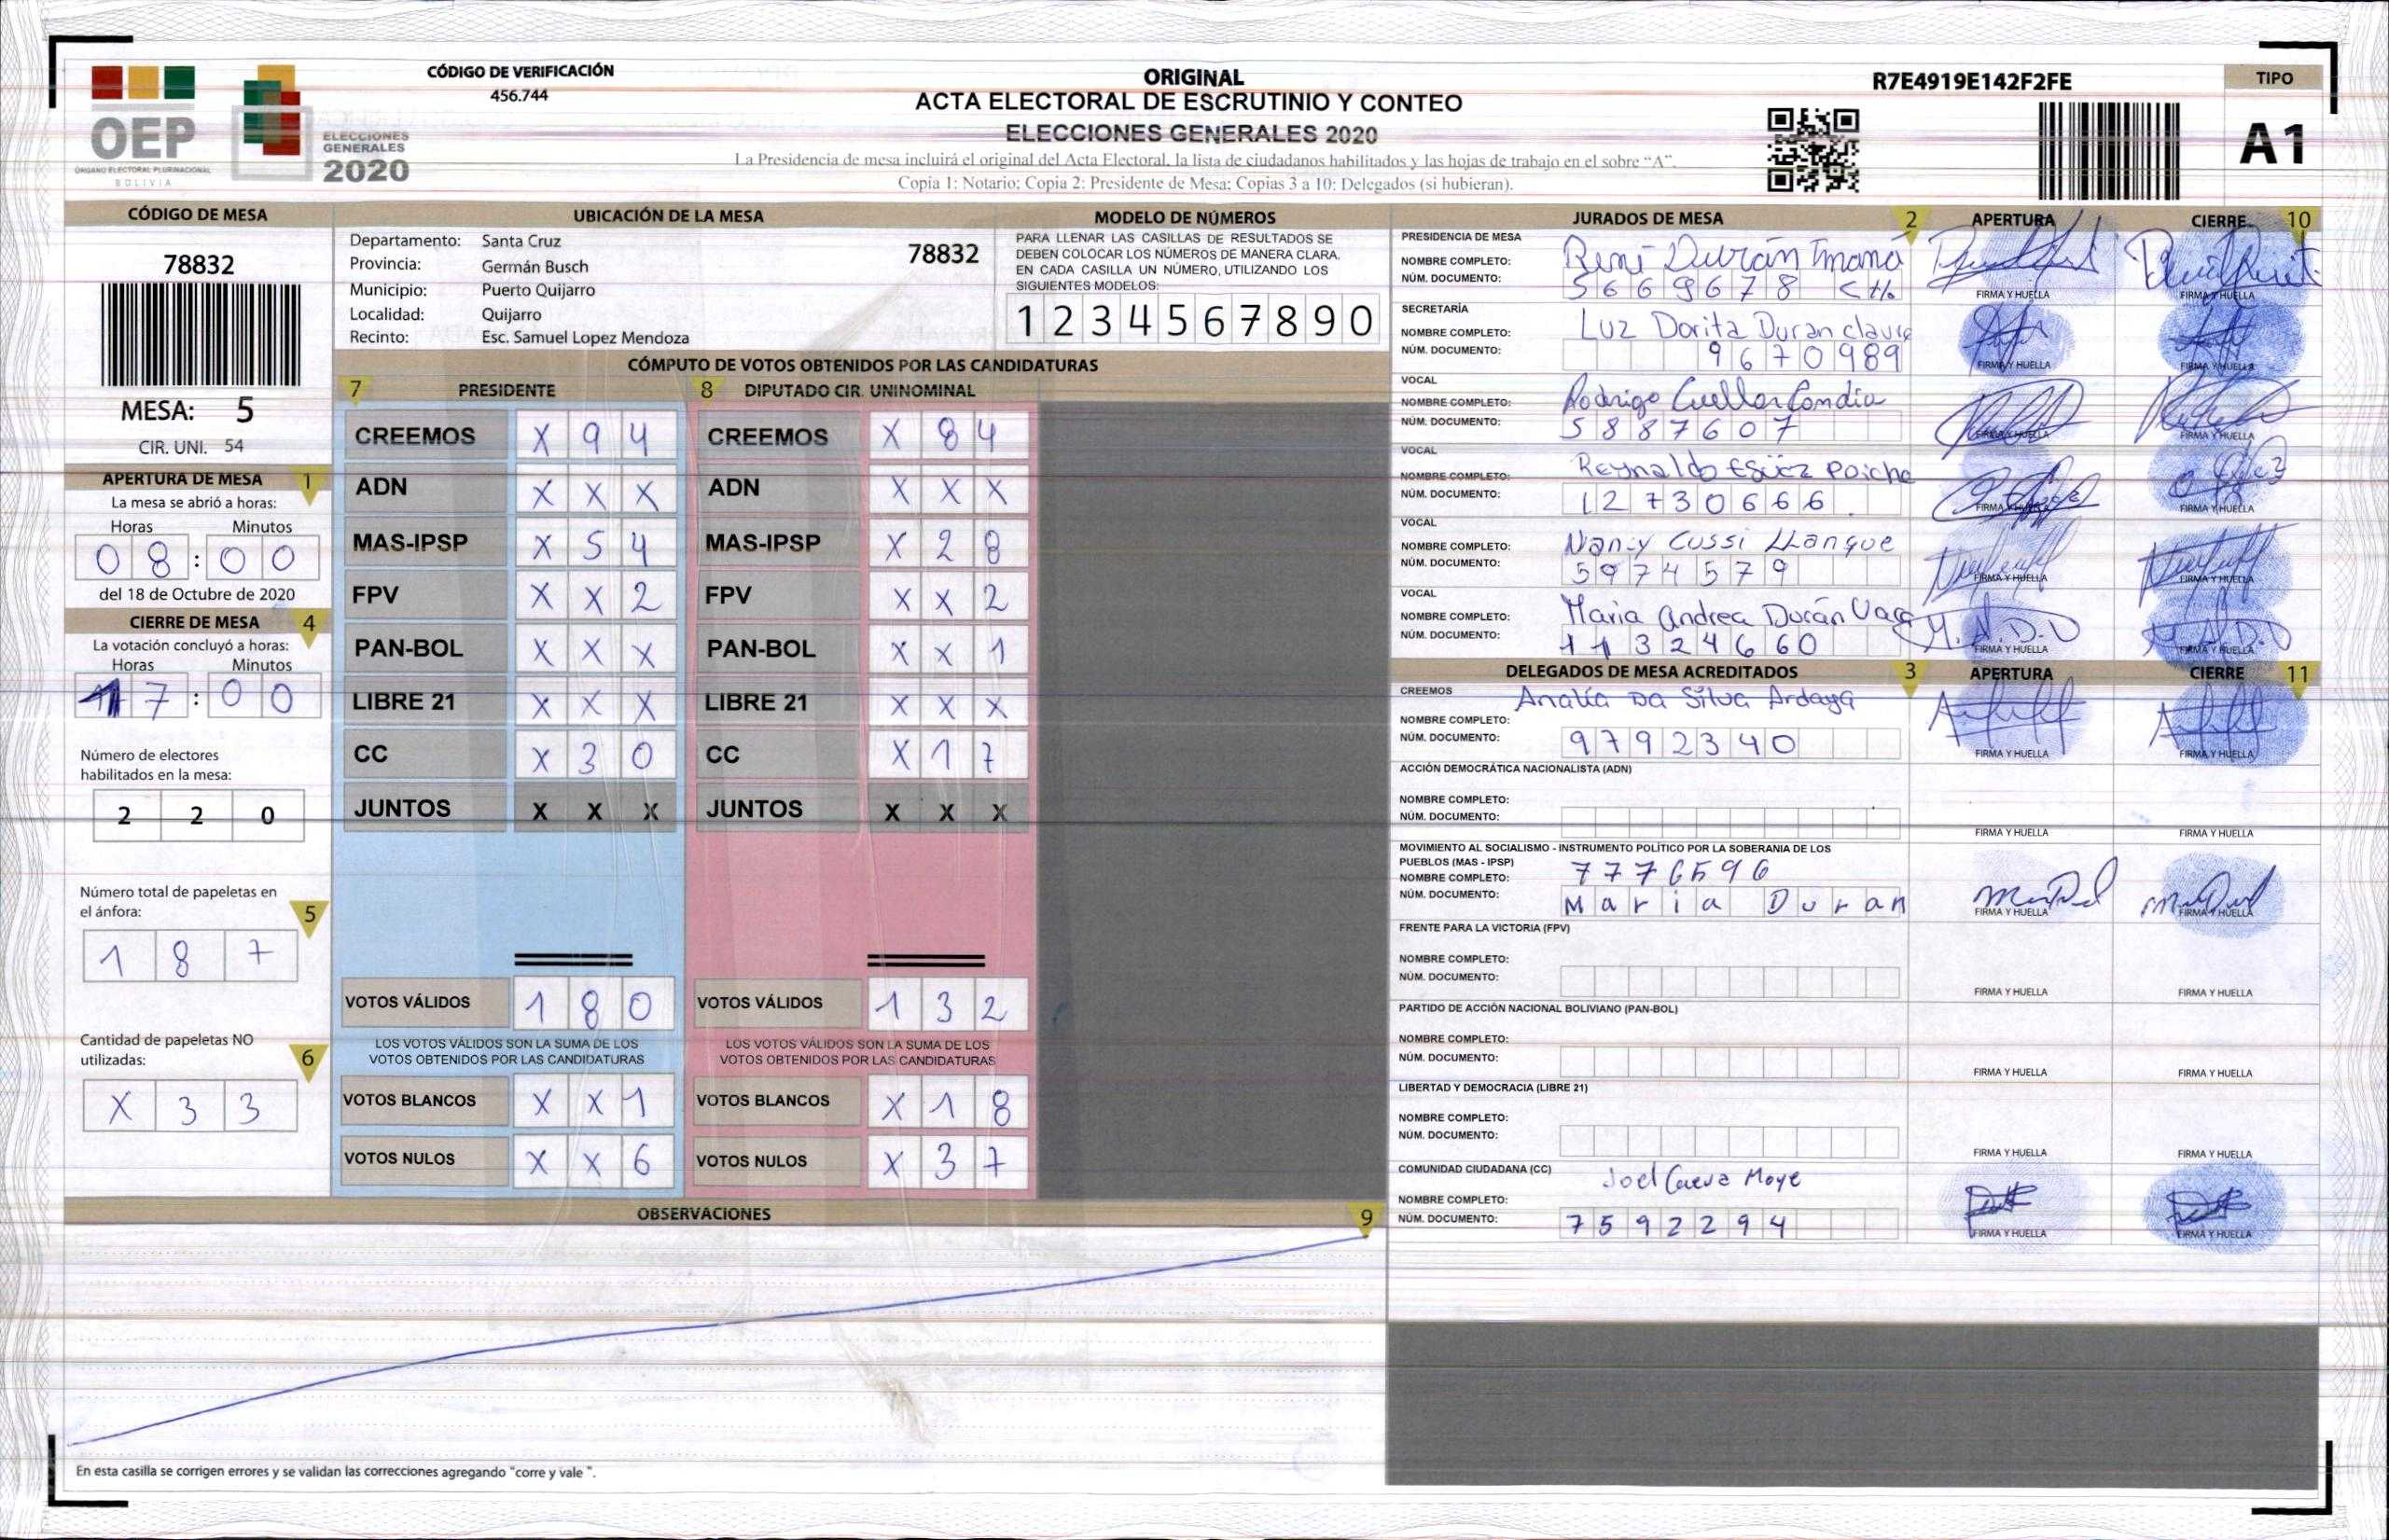 CÓDIGO DE VERIFICACIÓN
456.744
OEP
ÓRGANO ELECTORAL PLURINACIONAL
BOLIVIA
ELECCIONES
GENERALES
2020
ORIGINAL
ACTA ELECTORAL DE ESCRUTINIO Y CONTEO
ELECCIONES GENERALES 2020
La Presidencia de mesa incluirá el original del Acta Electoral, la lista de ciudadanos habilitados y las hojas de trabajo en el sobre “A”.
Copia 1: Notario; Copia 2: Presidente de Mesa; Copias 3 a 10: Delegados (si hubieran).
R7E4919E142F2FE
TIPO
A1
CÓDIGO DE MESA
78832
MESA: 5
CIR. UNI. 54
APERTURA DE MESA 1
La mesa se abrió a horas:
Horas Minutos
08:00
del 18 de Octubre de 2020
CIERRE DE MESA 4
La votación concluyó a horas:
Horas Minutos
17:00
Número de electores
habilitados en la mesa:
2 2 0
Número total de papeletas en
el ánfora: 5
1 8 7
Cantidad de papeletas NO
utilizadas: 6
X 3 3
UBICACIÓN DE LA MESA
Departamento: Santa Cruz 78832
Provincia: Germán Busch
Municipio: Puerto Quijarro
Localidad: Quijarro
Recinto: Esc. Samuel Lopez Mendoza
MODELO DE NÚMEROS
PARA LLENAR LAS CASILLAS DE RESULTADOS SE
DEBEN COLOCAR LOS NÚMEROS DE MANERA CLARA.
EN CADA CASILLA UN NÚMERO, UTILIZANDO LOS
SIGUIENTES MODELOS:
1 2 3 4 5 6 7 8 9 0
CÓMPUTO DE VOTOS OBTENIDOS POR LAS CANDIDATURAS
7 PRESIDENTE 8 DIPUTADO CIR. UNINOMINAL
CREEMOS X 9 4 CREEMOS X 8 4
ADN X X X ADN X X X
MAS-IPSP X 5 4 MAS-IPSP X 2 8
FPV X X 2 FPV X X 2
PAN-BOL X X X PAN-BOL X X 1
LIBRE 21 X X X LIBRE 21 X X X
CC X 3 0 CC X 1 7
JUNTOS X X X JUNTOS X X X
VOTOS VÁLIDOS 1 8 0 VOTOS VÁLIDOS 1 3 2
LOS VOTOS VÁLIDOS SON LA SUMA DE LOS LOS VOTOS VÁLIDOS SON LA SUMA DE LOS
VOTOS OBTENIDOS POR LAS CANDIDATURAS VOTOS OBTENIDOS POR LAS CANDIDATURAS
VOTOS BLANCOS X X 1 VOTOS BLANCOS X 1 8
VOTOS NULOS X X 6 VOTOS NULOS X 3 7
OBSERVACIONES 9
En esta casilla se corrigen errores y se validan las correcciones agregando "corre y vale ".
JURADOS DE MESA 2 APERTURA CIERRE 10
PRESIDENCIA DE MESA
NOMBRE COMPLETO: René Durán
NÚM. DOCUMENTO: 5669678
FIRMA Y HUELLA FIRMA Y HUELLA
SECRETARÍA
NOMBRE COMPLETO: Luz Dorita Duran
NÚM. DOCUMENTO: 9670989
FIRMA Y HUELLA FIRMA Y HUELLA
VOCAL
NOMBRE COMPLETO: Rodrigo Cuellar Condia
NÚM. DOCUMENTO: 5887607
FIRMA Y HUELLA FIRMA Y HUELLA
VOCAL
NOMBRE COMPLETO: Reynaldo
NÚM. DOCUMENTO: 12730666
FIRMA Y HUELLA FIRMA Y HUELLA
VOCAL
NOMBRE COMPLETO: Nancy Cussi LLanque
NÚM. DOCUMENTO: 5974579
FIRMA Y HUELLA FIRMA Y HUELLA
VOCAL
NOMBRE COMPLETO: Maria Andrea Durán Vaca M.A.D.V
NÚM. DOCUMENTO: 11324660
FIRMA Y HUELLA FIRMA Y HUELLA
DELEGADOS DE MESA ACREDITADOS 3 APERTURA CIERRE 11
CREEMOS Analía Da Silva Ardaya
NOMBRE COMPLETO:
NÚM. DOCUMENTO: 9792340
FIRMA Y HUELLA FIRMA Y HUELLA
ACCIÓN DEMOCRÁTICA NACIONALISTA (ADN)
NOMBRE COMPLETO:
NÚM. DOCUMENTO:
FIRMA Y HUELLA FIRMA Y HUELLA
MOVIMIENTO AL SOCIALISMO - INSTRUMENTO POLÍTICO POR LA SOBERANIA DE LOS
PUEBLOS (MAS - IPSP)
NOMBRE COMPLETO: 7776596
NÚM. DOCUMENTO: Maria Duran
FIRMA Y HUELLA FIRMA Y HUELLA
FRENTE PARA LA VICTORIA (FPV)
NOMBRE COMPLETO:
NÚM. DOCUMENTO:
FIRMA Y HUELLA FIRMA Y HUELLA
PARTIDO DE ACCIÓN NACIONAL BOLIVIANO (PAN-BOL)
NOMBRE COMPLETO:
NÚM. DOCUMENTO:
FIRMA Y HUELLA FIRMA Y HUELLA
LIBERTAD Y DEMOCRACIA (LIBRE 21)
NOMBRE COMPLETO:
NÚM. DOCUMENTO:
FIRMA Y HUELLA FIRMA Y HUELLA
COMUNIDAD CIUDADANA (CC) Joel Cueva Moye
NOMBRE COMPLETO:
NÚM. DOCUMENTO: 7592294
FIRMA Y HUELLA FIRMA Y HUELLA